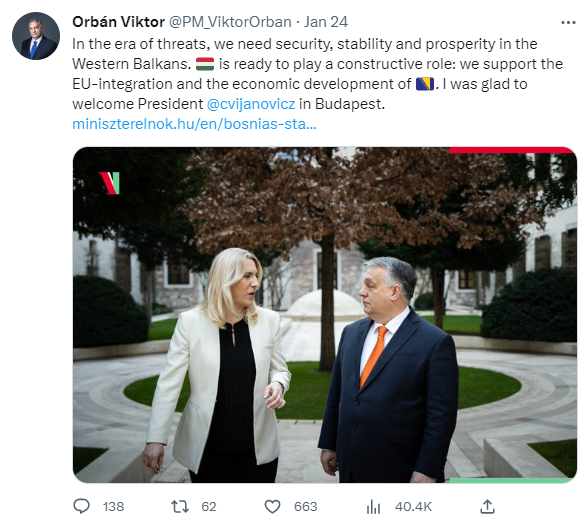 Orbán Viktor @PM_ViktorOrban · Jan 24
In the era of threats, we need security, stability and prosperity in the
Western Balkans. 🇭🇺 is ready to play a constructive role: we support the
EU-integration and the economic development of 🇧🇦. I was glad to
welcome President @cvijanovicz in Budapest.
miniszterelnok.hu/en/bosnias-sta...
138 62 663 40.4K